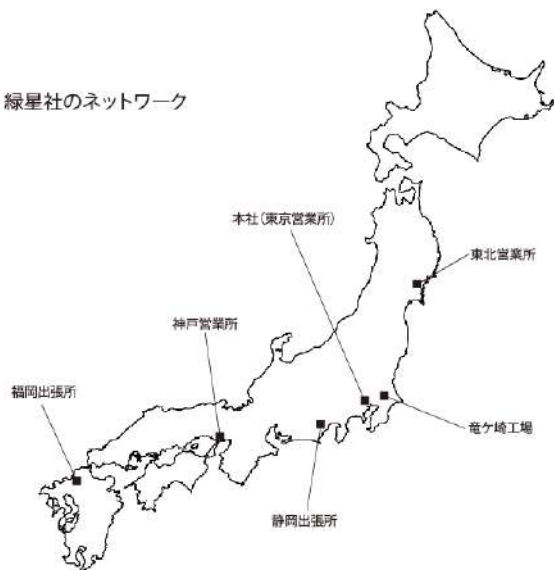 緑星社のネットワーク
本社(東京営業所)
東北営業所
神戸営業所
福岡出張所
竜ケ崎工場
静岡出張所